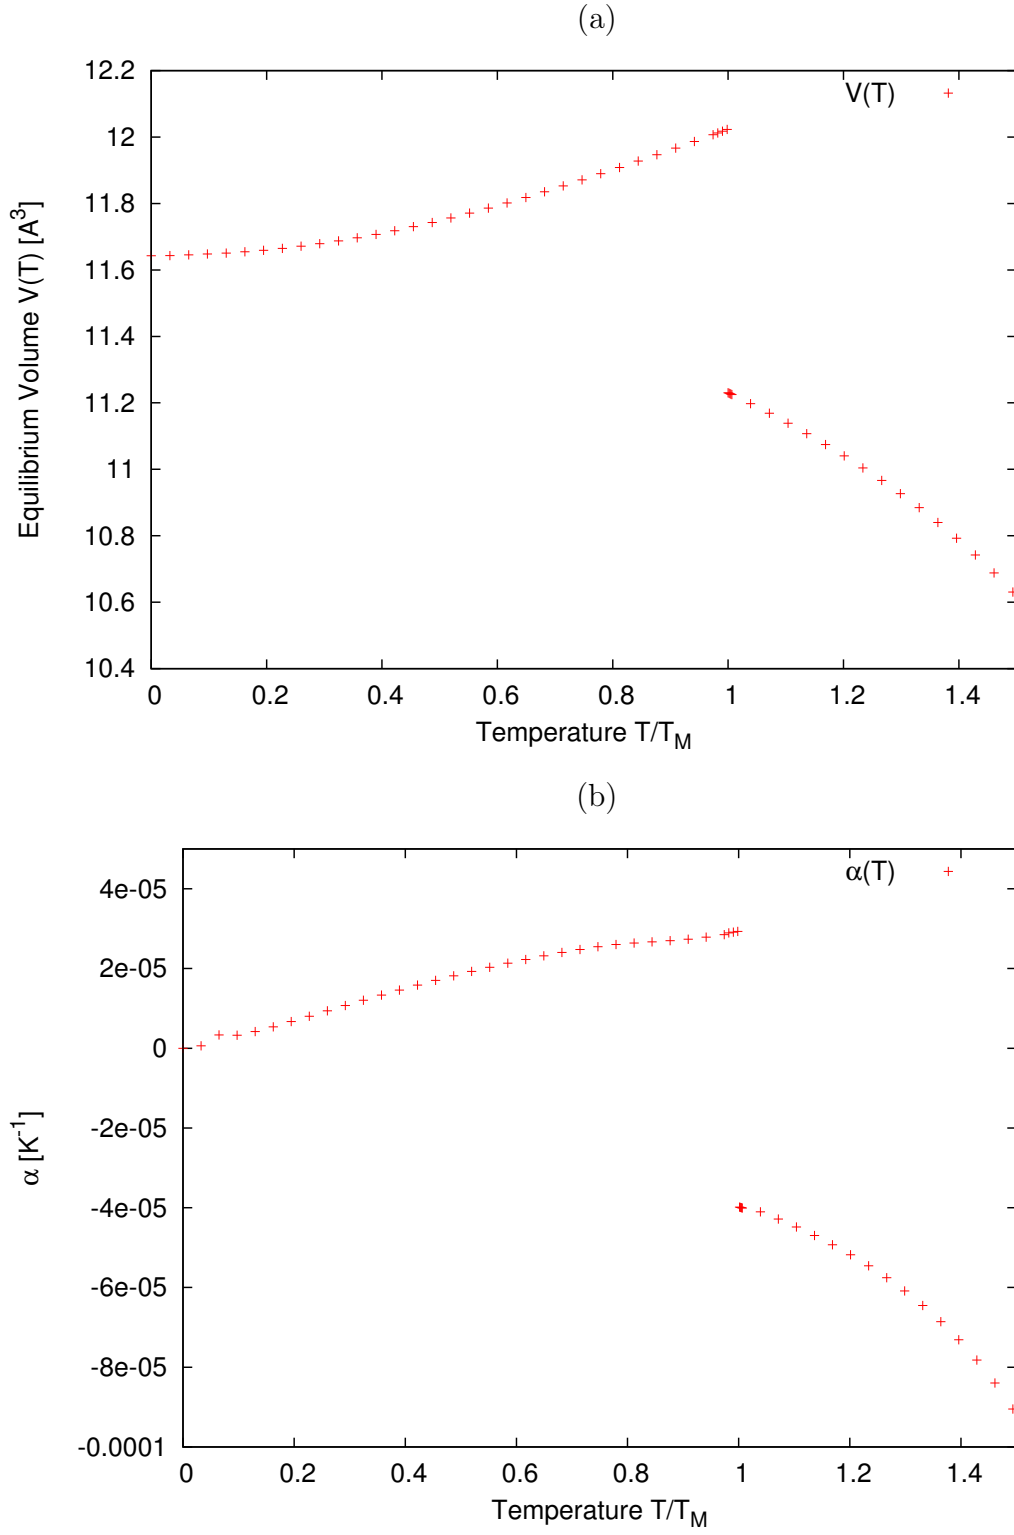 (a)
12.2
12
11.8
11.6
11.4
11.2
11
10.8
10.6
10.4
Equilibrium Volume V(T) [A³]
V(T)
0 0.2 0.4 0.6 0.8 1 1.2 1.4
Temperature T/T_M
(b)
4e-05
2e-05
0
-2e-05
-4e-05
-6e-05
-8e-05
-0.0001
α [K⁻¹]
α(T)
0 0.2 0.4 0.6 0.8 1 1.2 1.4
Temperature T/T_M